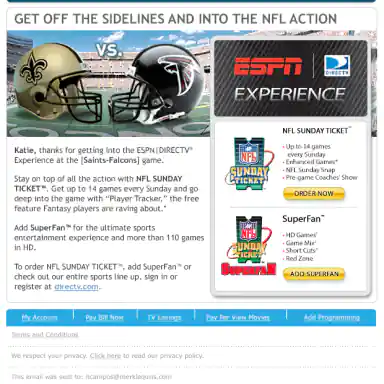 GET OFF THE SIDELINES AND INTO THE NFL ACTION
VS.
ESPN
DIRECTV
EXPERIENCE
Katie, thanks for getting into the ESPN|DIRECTV®
Experience at the [Saints-Falcons] game.
Stay on top of all the action with NFL SUNDAY
TICKET™. Get up to 14 games every Sunday and go
deep into the game with "Player Tracker," the free
feature Fantasy players are raving about.*
Add SuperFan™ for the ultimate sports
entertainment experience and more than 110 games
in HD.
To order NFL SUNDAY TICKET™, add SuperFan™ or
check out our entire sports line up, sign in or
register at directv.com.
NFL SUNDAY TICKET™
NFL
SUNDAY
TICKET
• Up to 14 games
every Sunday
• Enhanced Games*
• NFL Sunday Snap
• Pre-game Coaches' Show
ORDER NOW
SuperFan™
NFL
SUNDAY
TICKET
SUPERFAN
• HD Games*
• Game Mix*
• Short Cuts*
• Red Zone
ADD SUPERFAN
My Account
Pay Bill Now
TV Listings
Pay Per View Movies
Add Programming
Terms and Conditions
We respect your privacy. Click here to read our privacy policy.
This email was sent to: